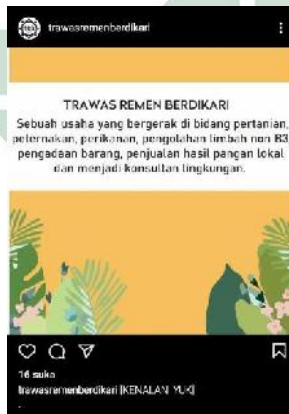 trawasremenberdikari
TRAWAS REMEN BERDIKARI
Sebuah usaha yang bergerak di bidang pertanian,
peternakan, perikanan, pengolahan limbah non B3
pengadaan barang, penjualan hasil pangan lokal
dan menjadi konsultan lingkungan.
16 suka
trawasremenberdikari [KENALAN YUK]
...